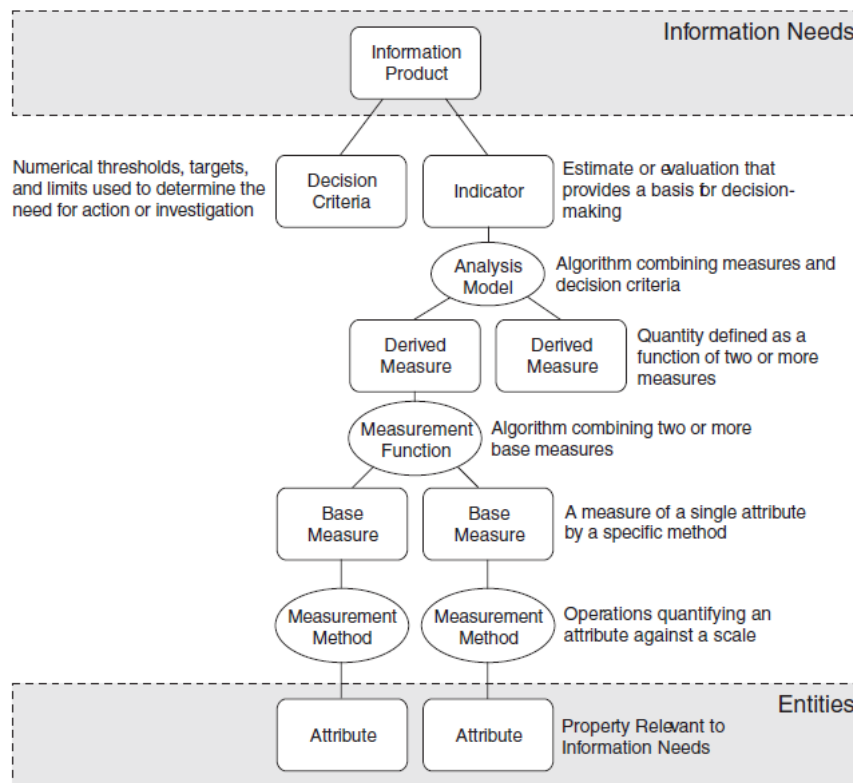 Information Needs
Information
Product
Numerical thresholds, targets,
and limits used to determine the
need for action or investigation
Decision
Criteria
Indicator
Estimate or evaluation that
provides a basis for decision-
making
Analysis
Model
Algorithm combining measures and
decision criteria
Derived
Measure
Derived
Measure
Quantity defined as a
function of two or more
measures
Measurement
Function
Algorithm combining two or more
base measures
Base
Measure
Base
Measure
A measure of a single attribute
by a specific method
Measurement
Method
Measurement
Method
Operations quantifying an
attribute against a scale
Entities
Attribute
Attribute
Property Relevant to
Information Needs